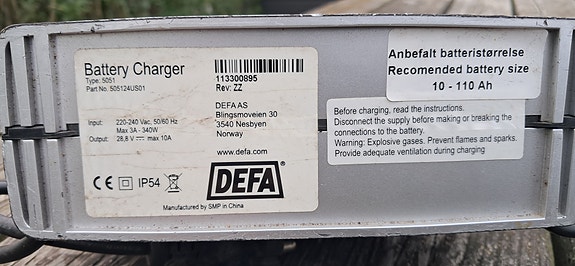 Battery Charger
Type: 5051
Part No. 505124US01
113300895
Rev: ZZ
Input: 220-240 Vac, 50/60 Hz
Max 3A - 340W
Output: 28,8 V⎓ max 10A
DEFA AS
Blingsmoveien 30
3540 Nesbyen
Norway
www.defa.com
CE IP54
DEFA
Manufactured by SMP in China
Anbefalt batteristørrelse
Recomended battery size
10 - 110 Ah
Before charging, read the instructions.
Disconnect the supply before making or breaking the
connections to the battery.
Warning: Explosive gases. Prevent flames and sparks.
Provide adequate ventilation during charging